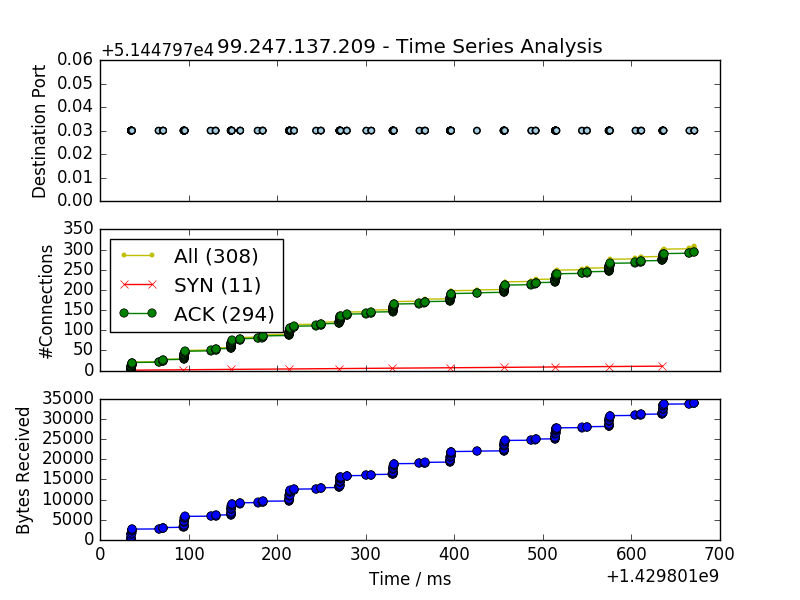 +5.144797e4 99.247.137.209 - Time Series Analysis
0.06
0.05
0.04
0.03
0.02
0.01
0.00
Destination Port
350
300
250
200
150
100
50
0
#Connections
All (308)
SYN (11)
ACK (294)
35000
30000
25000
20000
15000
10000
5000
0
Bytes Received
0 100 200 300 400 500 600 700
Time / ms
+1.429801e9